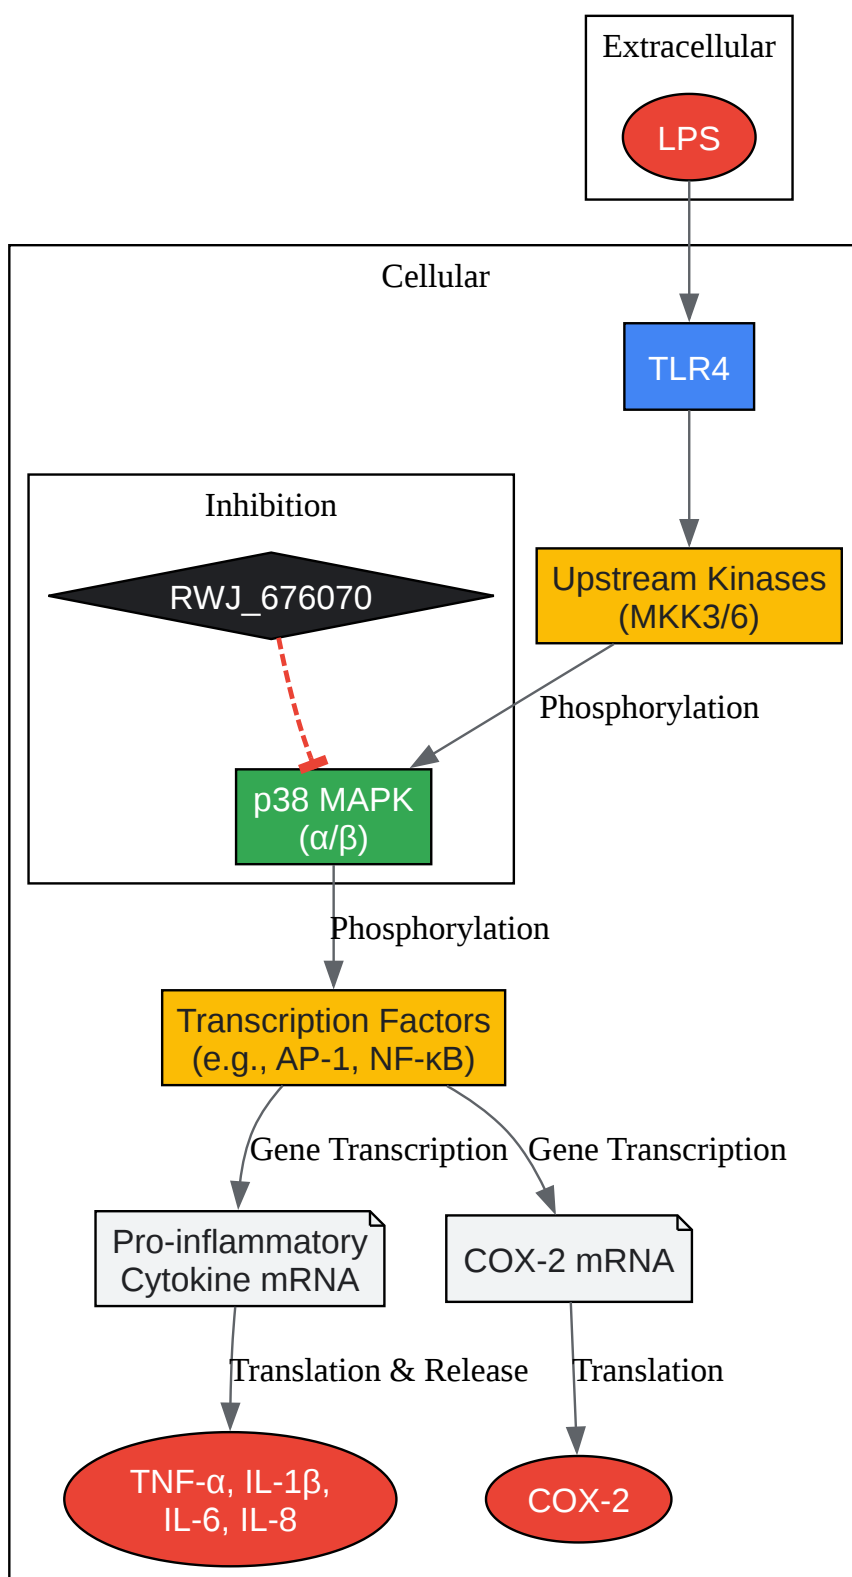 Extracellular
LPS
Cellular
TLR4
Inhibition
RWJ_676070
Upstream Kinases
(MKK3/6)
Phosphorylation
p38 MAPK
(α/β)
Phosphorylation
Transcription Factors
(e.g., AP-1, NF-κB)
Gene Transcription
Gene Transcription
Pro-inflammatory
Cytokine mRNA
COX-2 mRNA
Translation & Release
Translation
TNF-α, IL-1β,
IL-6, IL-8
COX-2